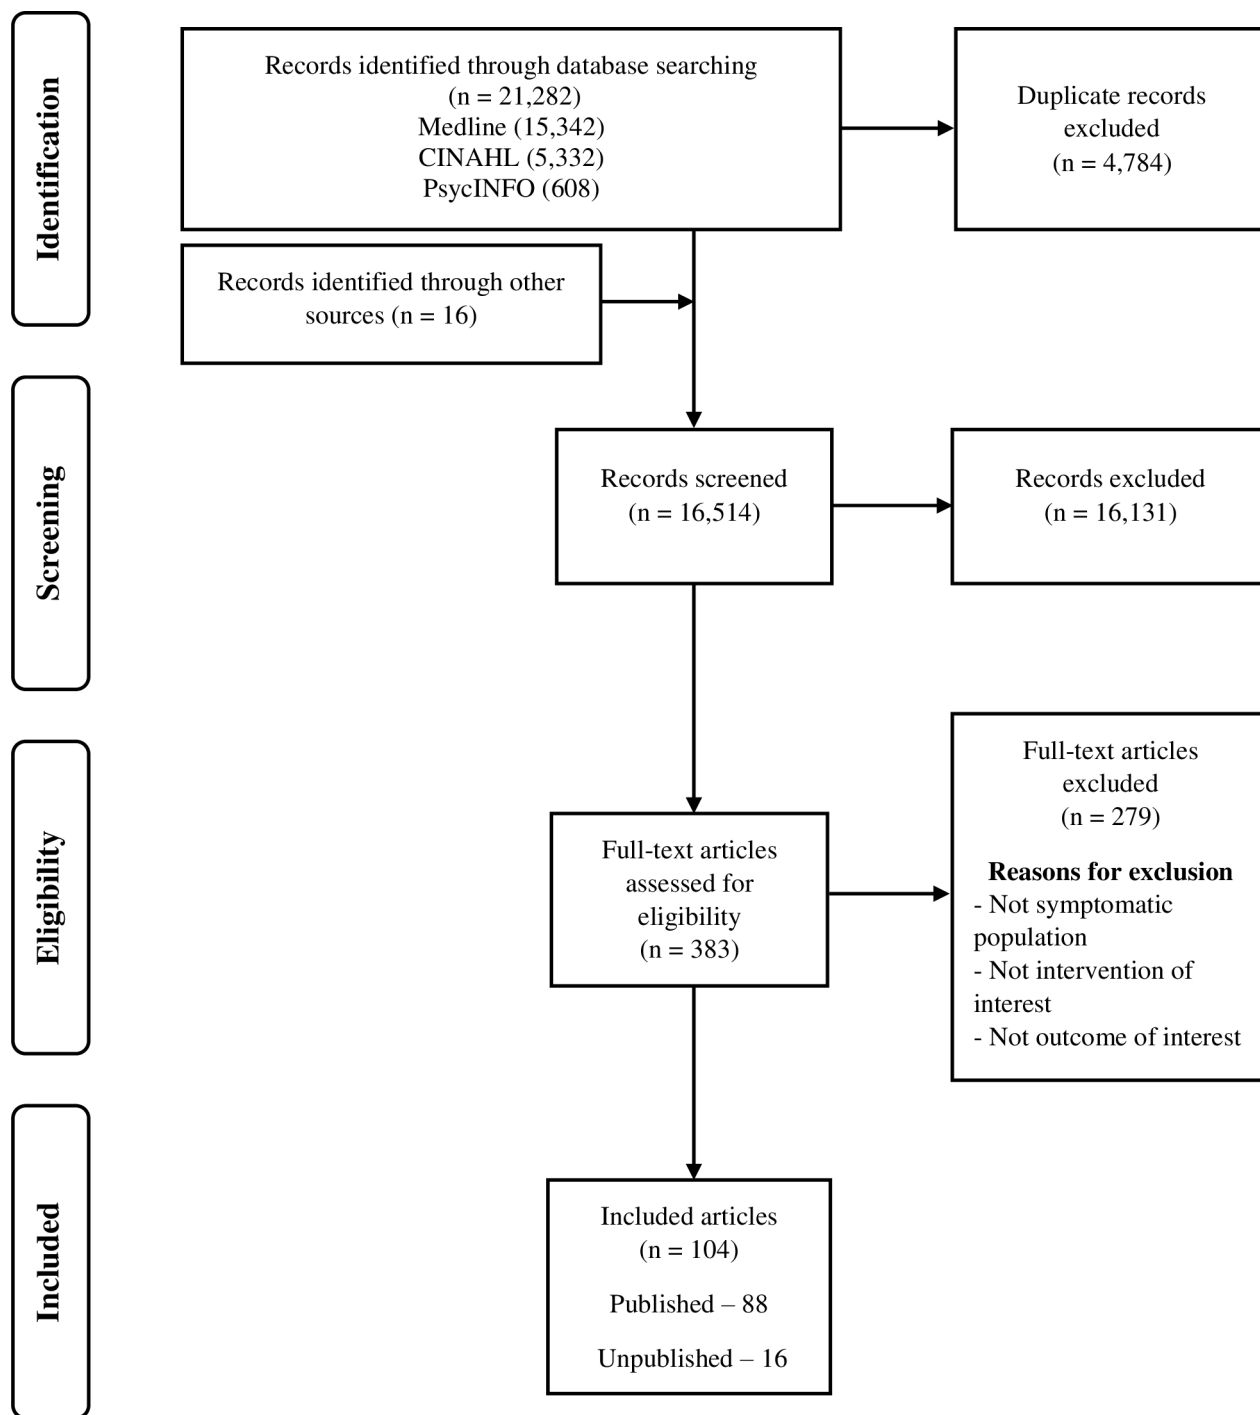 Identification
Records identified through database searching
(n = 21,282)
Medline (15,342)
CINAHL (5,332)
PsycINFO (608)
Duplicate records
excluded
(n = 4,784)
Records identified through other
sources (n = 16)
Screening
Records screened
(n = 16,514)
Records excluded
(n = 16,131)
Eligibility
Full-text articles
assessed for
eligibility
(n = 383)
Full-text articles
excluded
(n = 279)
Reasons for exclusion
- Not symptomatic
population
- Not intervention of
interest
- Not outcome of interest
Included
Included articles
(n = 104)
Published – 88
Unpublished – 16